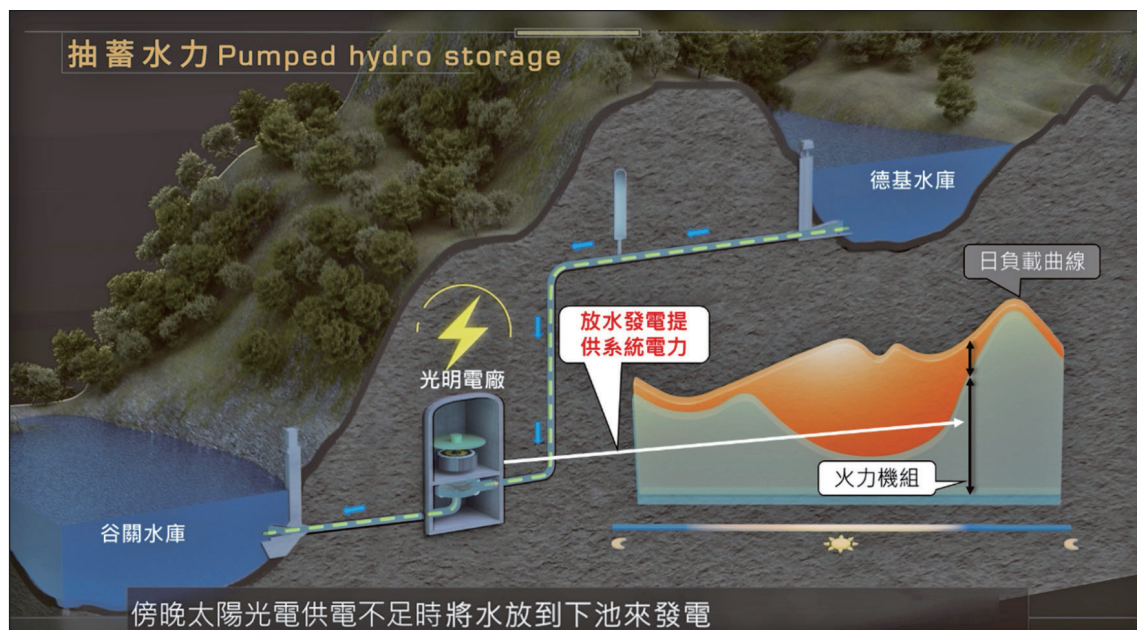 抽蓄水力 Pumped hydro storage
德基水庫
日負載曲線
放水發電提
供系統電力
光明電廠
火力機組
谷關水庫
傍晚太陽光電供電不足時將水放到下池來發電